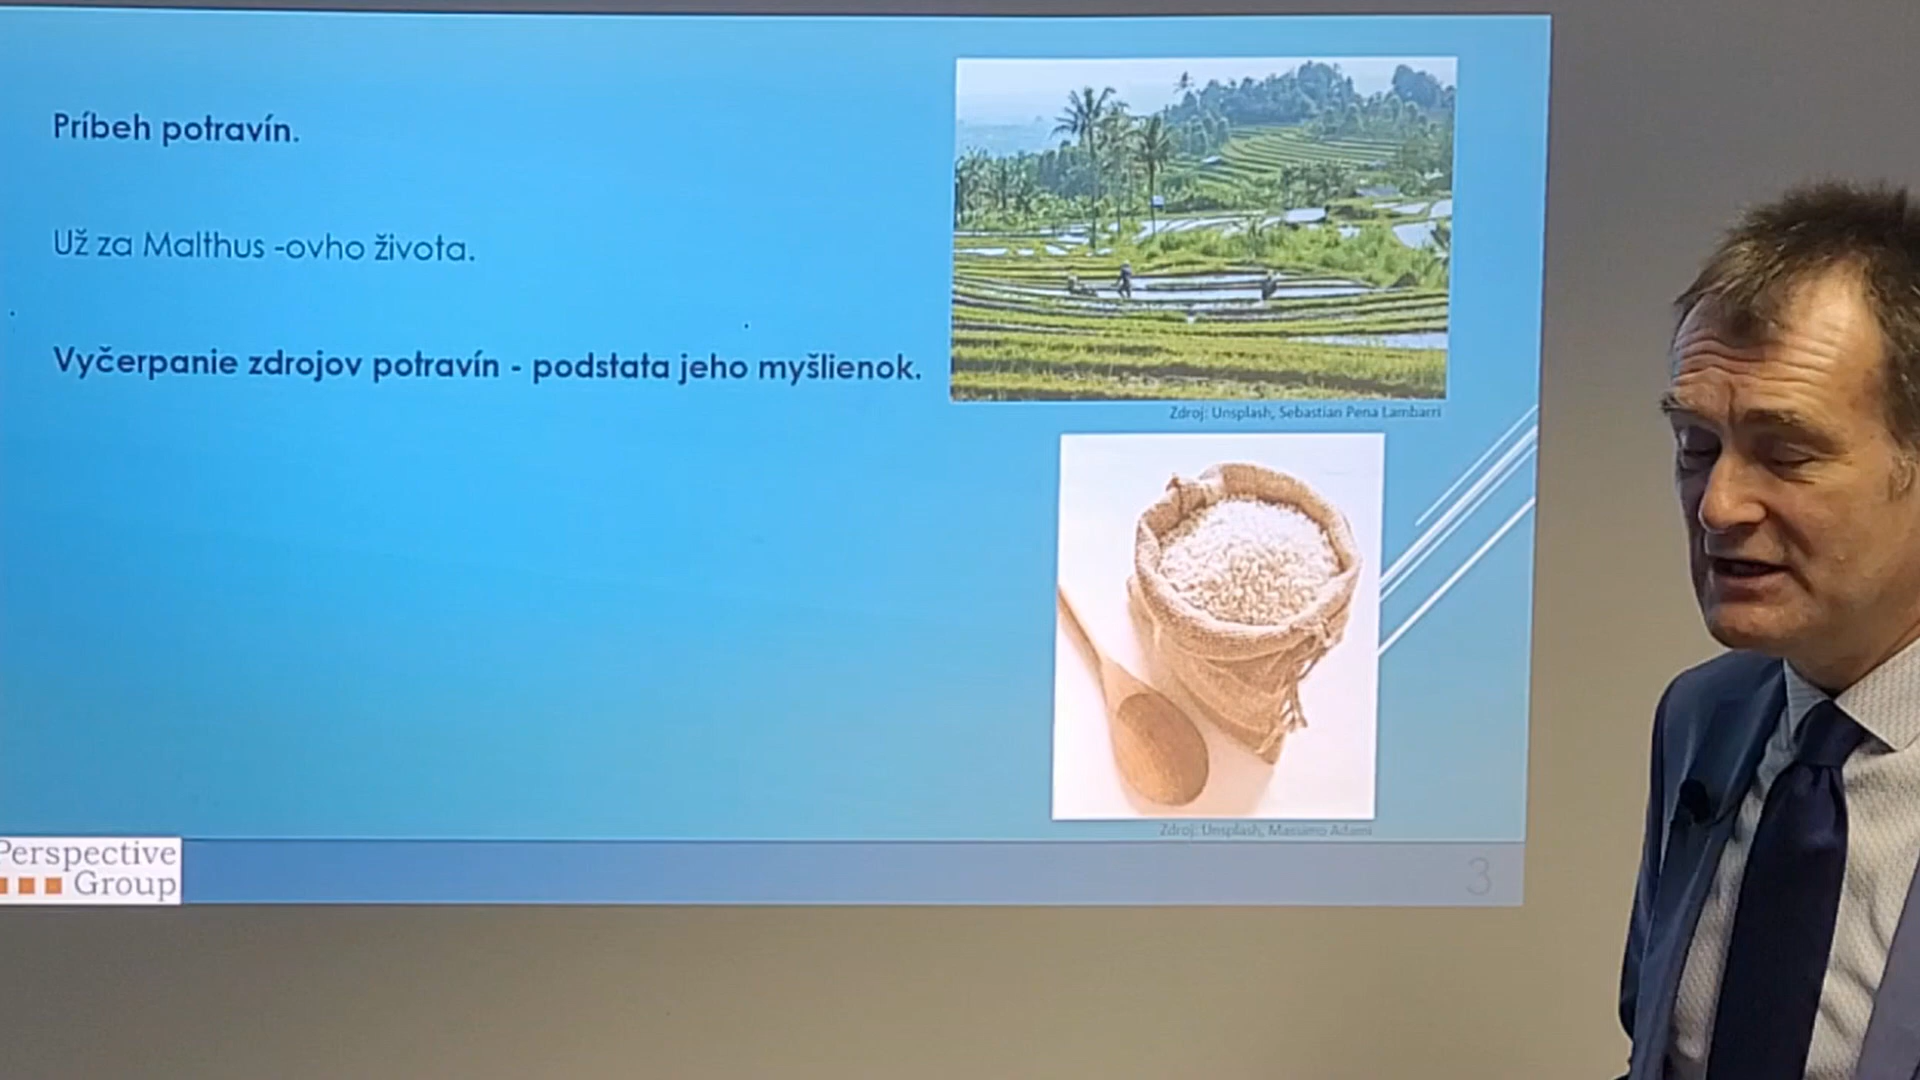 Príbeh potravín.
Už za Malthus -ovho života.
Vyčerpanie zdrojov potravín - podstata jeho myšlienok.
Zdroj: Unsplash, Sebastian Pena Lambarri
Zdroj: Unsplash, Massimo Adami
Perspective
Group
3